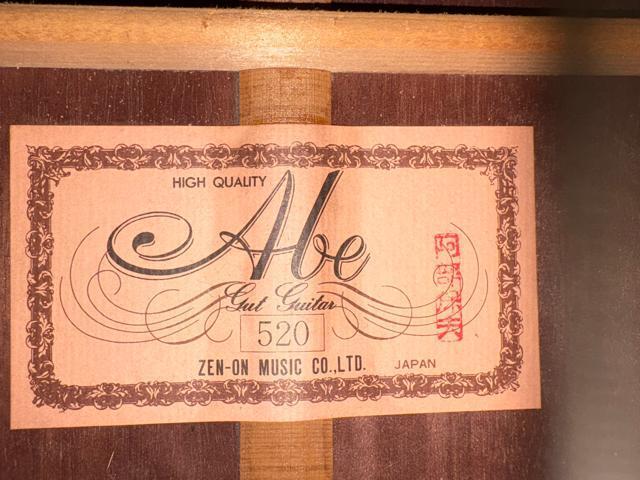 HIGH QUALITY
Abe
Gut Guitar
520
ZEN-ON MUSIC CO.,LTD. JAPAN